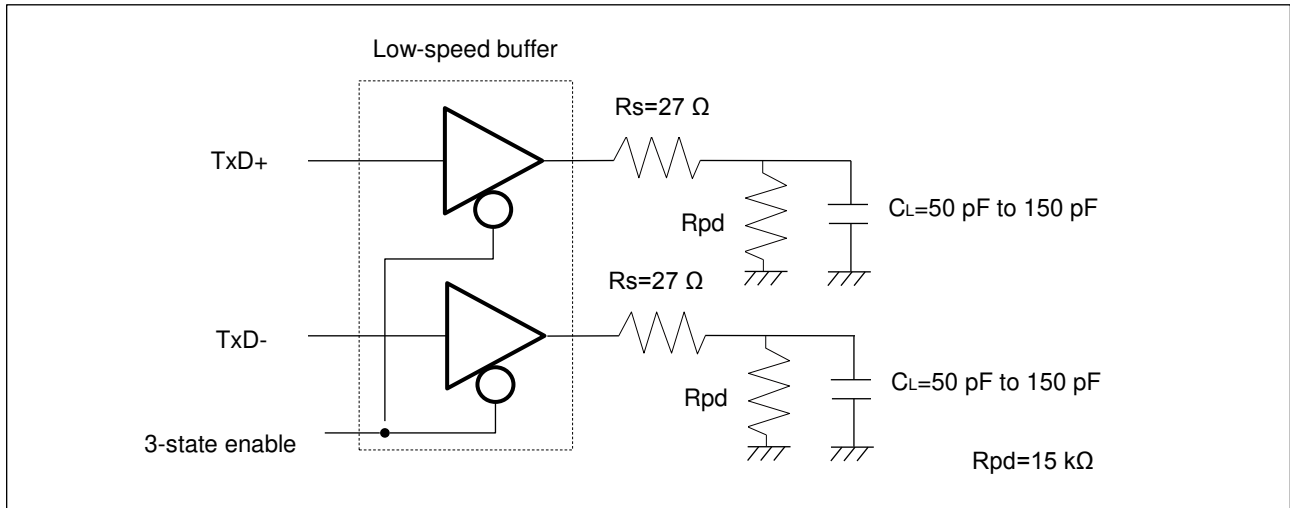 Low-speed buffer
Rs=27 Ω
TxD+
Rpd
CL=50 pF to 150 pF
Rs=27 Ω
TxD-
Rpd
CL=50 pF to 150 pF
3-state enable
Rpd=15 kΩ